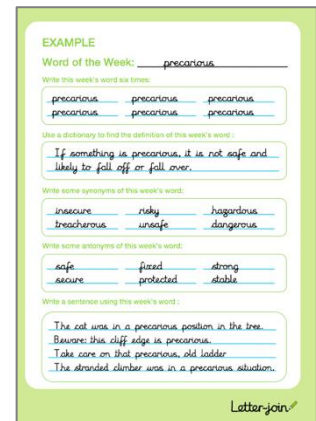 EXAMPLE
Word of the Week: precarious
Write this week's word six times:
precarious precarious precarious
precarious precarious precarious
Use a dictionary to find the definition of this week's word :
If something is precarious, it is not safe and
likely to fall off or fall over.
Write some synonyms of this week's word:
insecure risky hazardous
treacherous unsafe dangerous
Write some antonyms of this week's word:
safe fixed strong
secure protected stable
Write a sentence using this week's word :
The cat was in a precarious position in the tree.
Beware: this cliff edge is precarious.
Take care on that precarious, old ladder
The stranded climber was in a precarious situation.
Letter-join